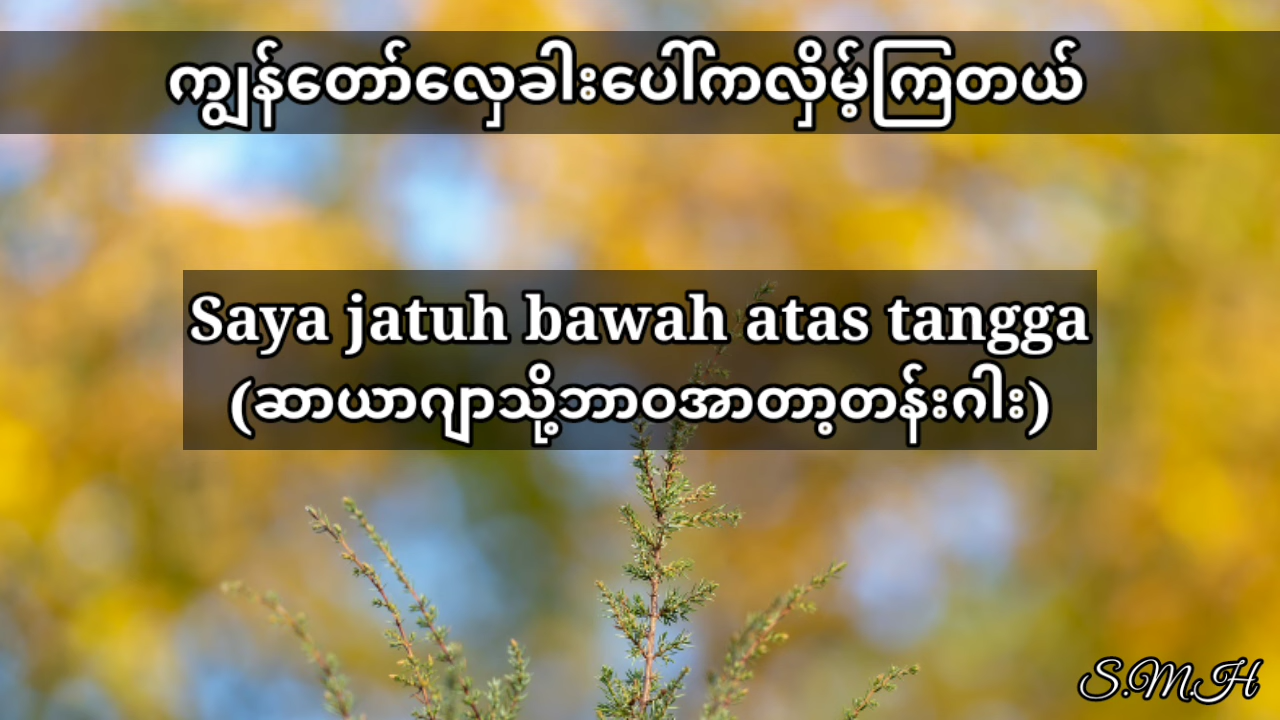 ကျွန်တော်လှေခါးပေါ်ကလှိမ့်ကြတယ်
Saya jatuh bawah atas tangga
(ဆာယာဂျာသို့ဘာဝအာတာ့တန်းဂါး)
S.M.H